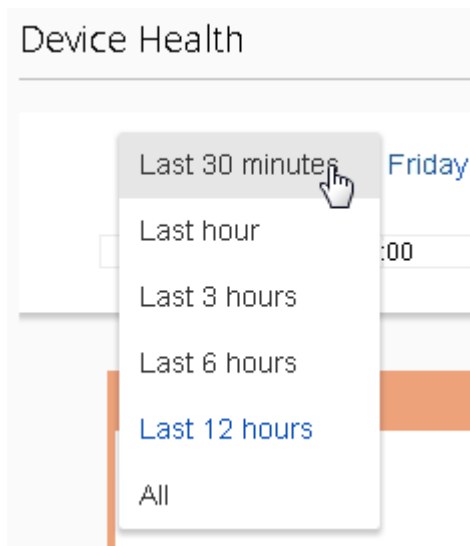 Device Health
Last 30 minutes Friday
Last hour
:00
Last 3 hours
Last 6 hours
Last 12 hours
All